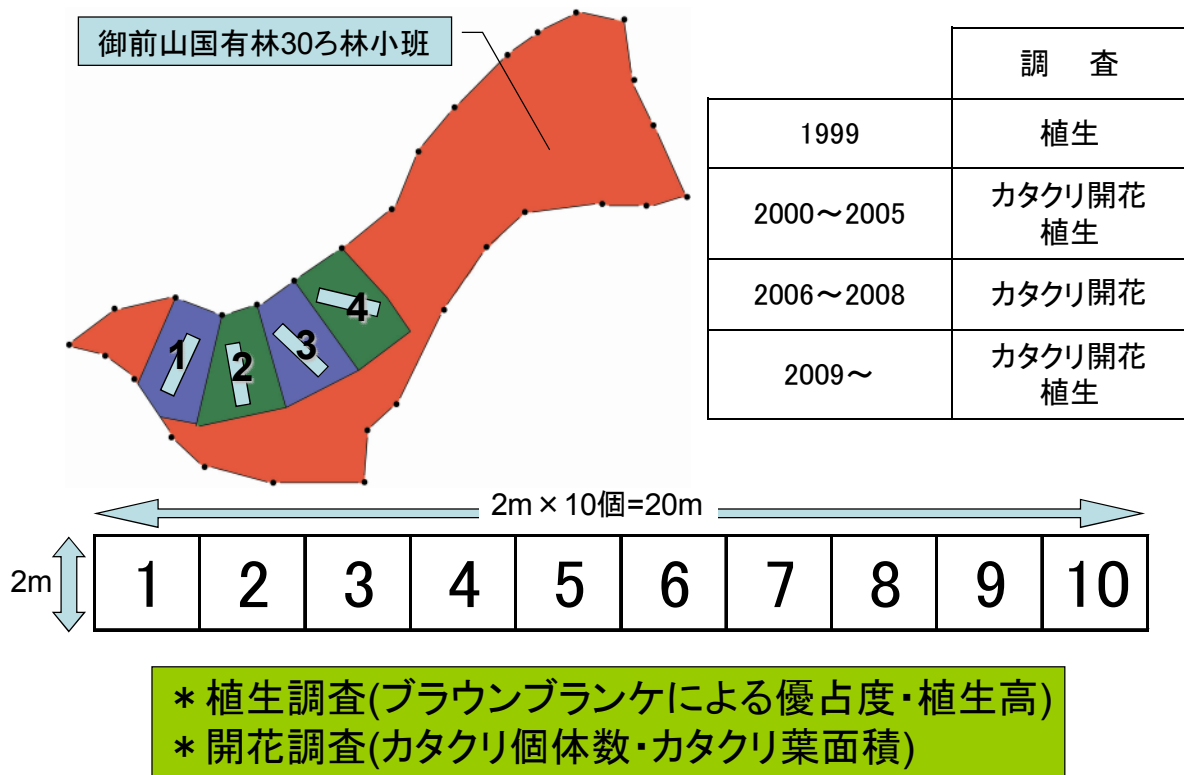 御前山国有林30ろ林小班
調 査
1999
植生
2000～2005
カタクリ開花
植生
2006～2008
カタクリ開花
2009～
カタクリ開花
植生
1
2
3
4
2m×10個=20m
2m
1 2 3 4 5 6 7 8 9 10
＊植生調査(ブラウンブランケによる優占度・植生高)
＊開花調査(カタクリ個体数・カタクリ葉面積)